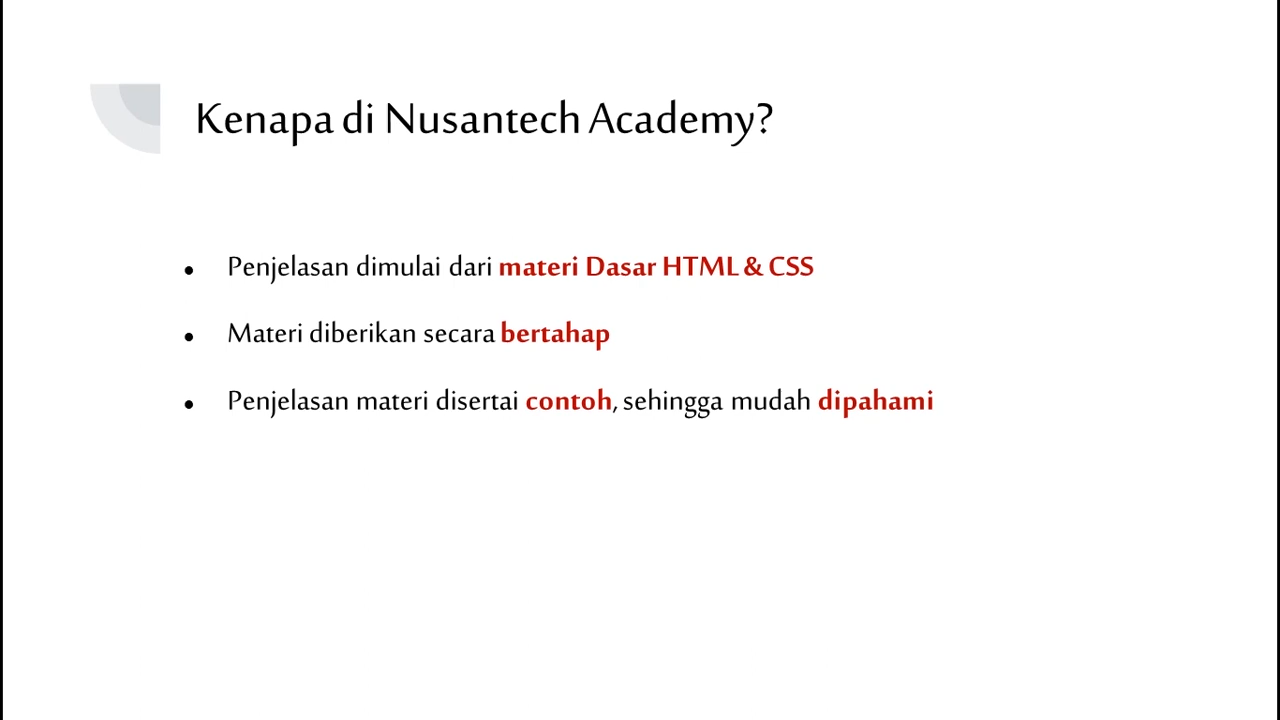 Kenapa di Nusantech Academy?
● Penjelasan dimulai dari materi Dasar HTML & CSS
● Materi diberikan secara bertahap
● Penjelasan materi disertai contoh, sehingga mudah dipahami